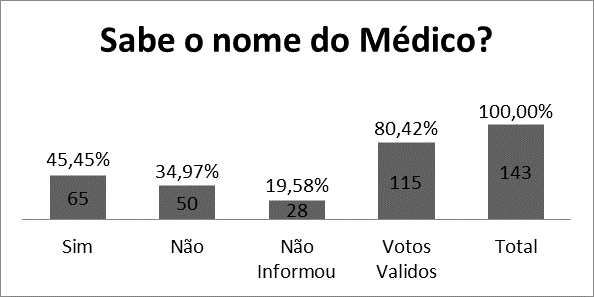 Sabe o nome do Médico?
45,45% 34,97% 19,58% 80,42% 100,00%
65 50 28 115 143
Sim Não Não Informou Votos Validos Total